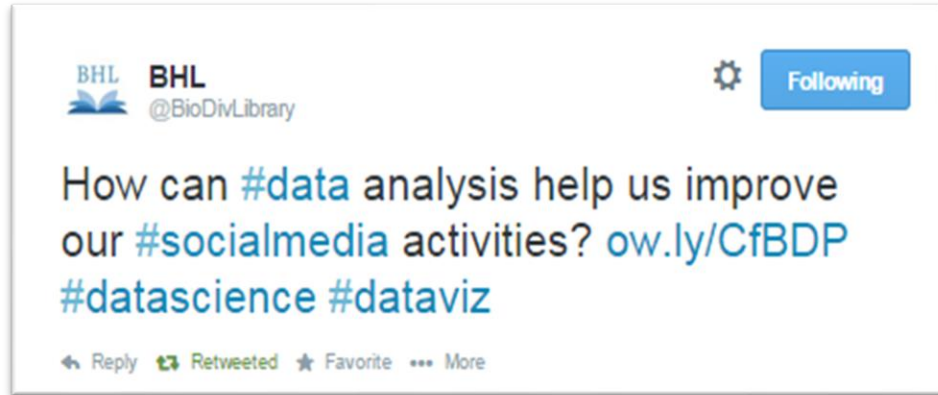 BHL
BHL
Following
@BioDivLibrary
How can #data analysis help us improve
our #socialmedia activities? ow.ly/CfBDP
#datascience #dataviz
Reply Retweeted Favorite More